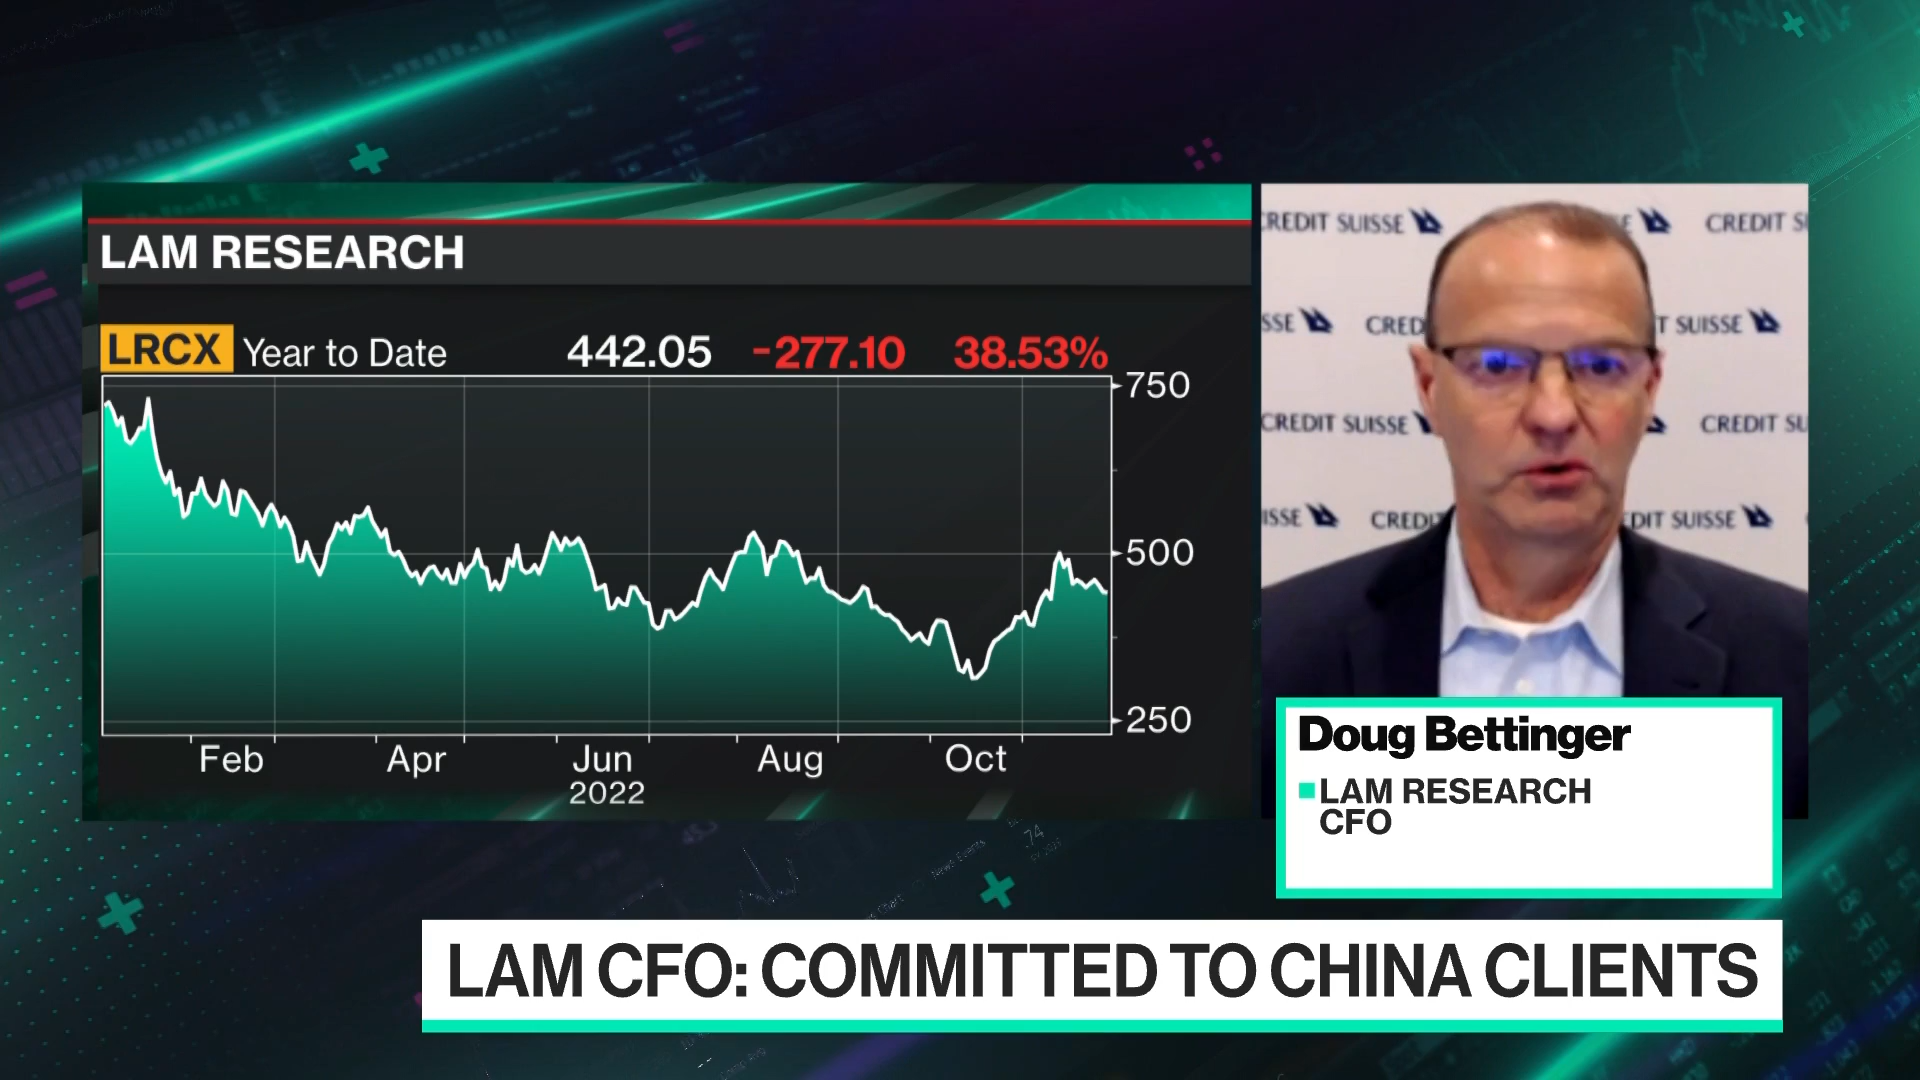 LAM RESEARCH
LRCX Year to Date 442.05 -277.10 38.53%
750
500
250
Feb Apr Jun Aug Oct
2022
CREDIT SUISSE
CREDIT SUISSE
Doug Bettinger
LAM RESEARCH
CFO
LAM CFO: COMMITTED TO CHINA CLIENTS